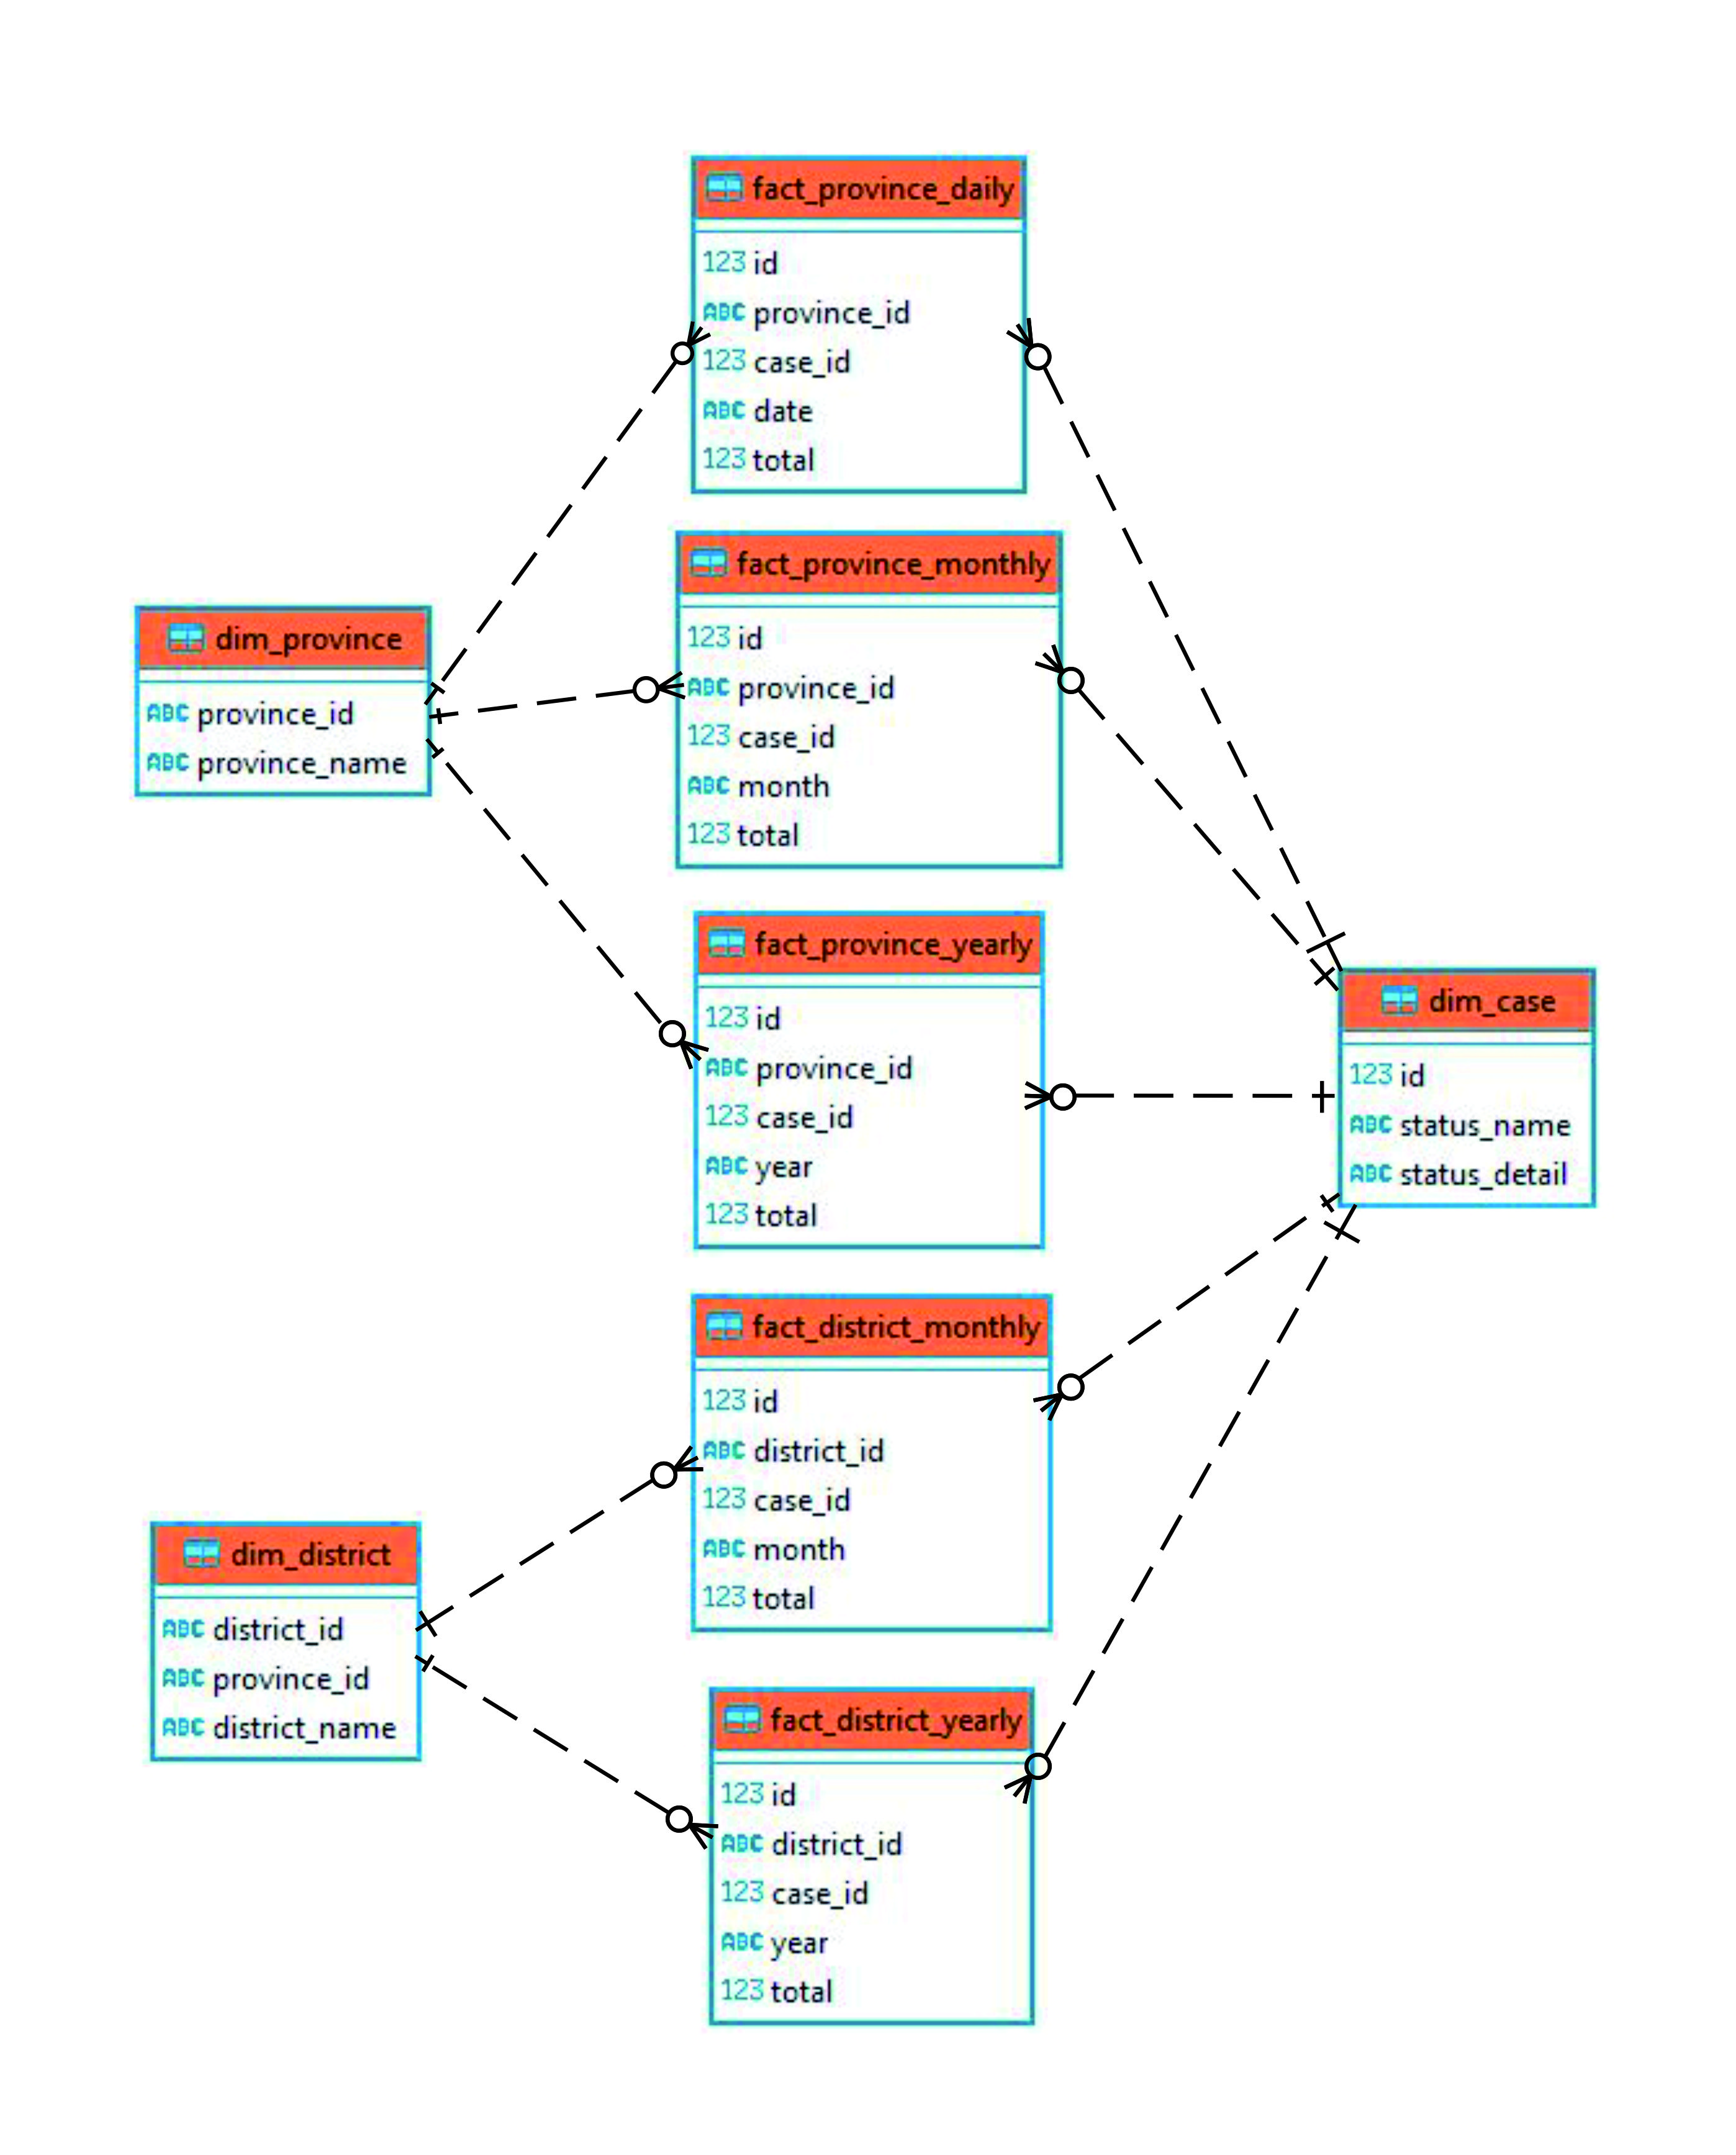 fact_province_daily
123 id
ABC province_id
123 case_id
ABC date
123 total
fact_province_monthly
123 id
ABC province_id
123 case_id
ABC month
123 total
dim_province
ABC province_id
ABC province_name
fact_province_yearly
123 id
ABC province_id
123 case_id
ABC year
123 total
dim_case
123 id
ABC status_name
ABC status_detail
fact_district_monthly
123 id
ABC district_id
123 case_id
ABC month
123 total
dim_district
ABC district_id
ABC province_id
ABC district_name
fact_district_yearly
123 id
ABC district_id
123 case_id
ABC year
123 total